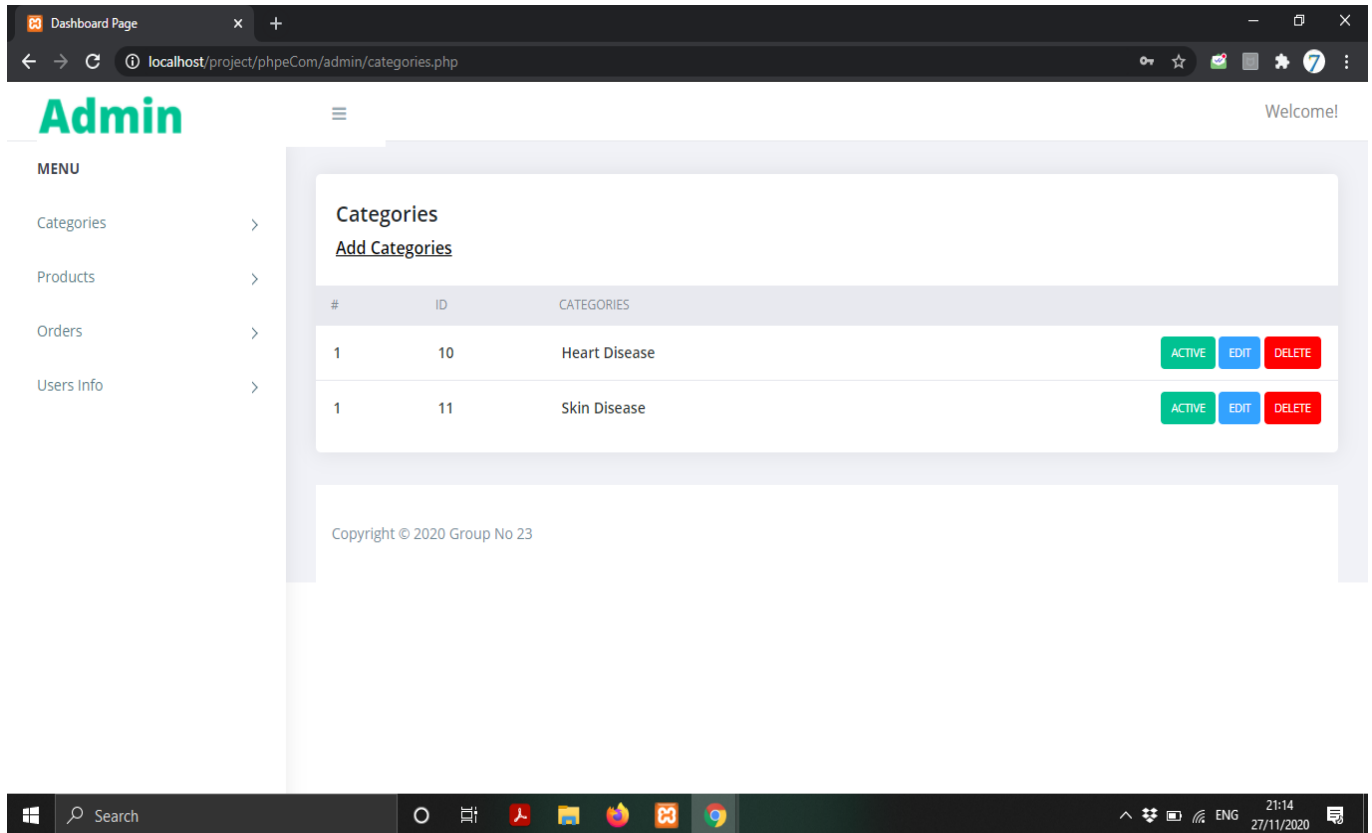 Dashboard Page
localhost/project/phpeCom/admin/categories.php
Admin
Welcome!
MENU
Categories
Products
Orders
Users Info
Categories
Add Categories
# ID CATEGORIES
1 10 Heart Disease ACTIVE EDIT DELETE
1 11 Skin Disease ACTIVE EDIT DELETE
Copyright © 2020 Group No 23
Search
ENG
21:14
27/11/2020